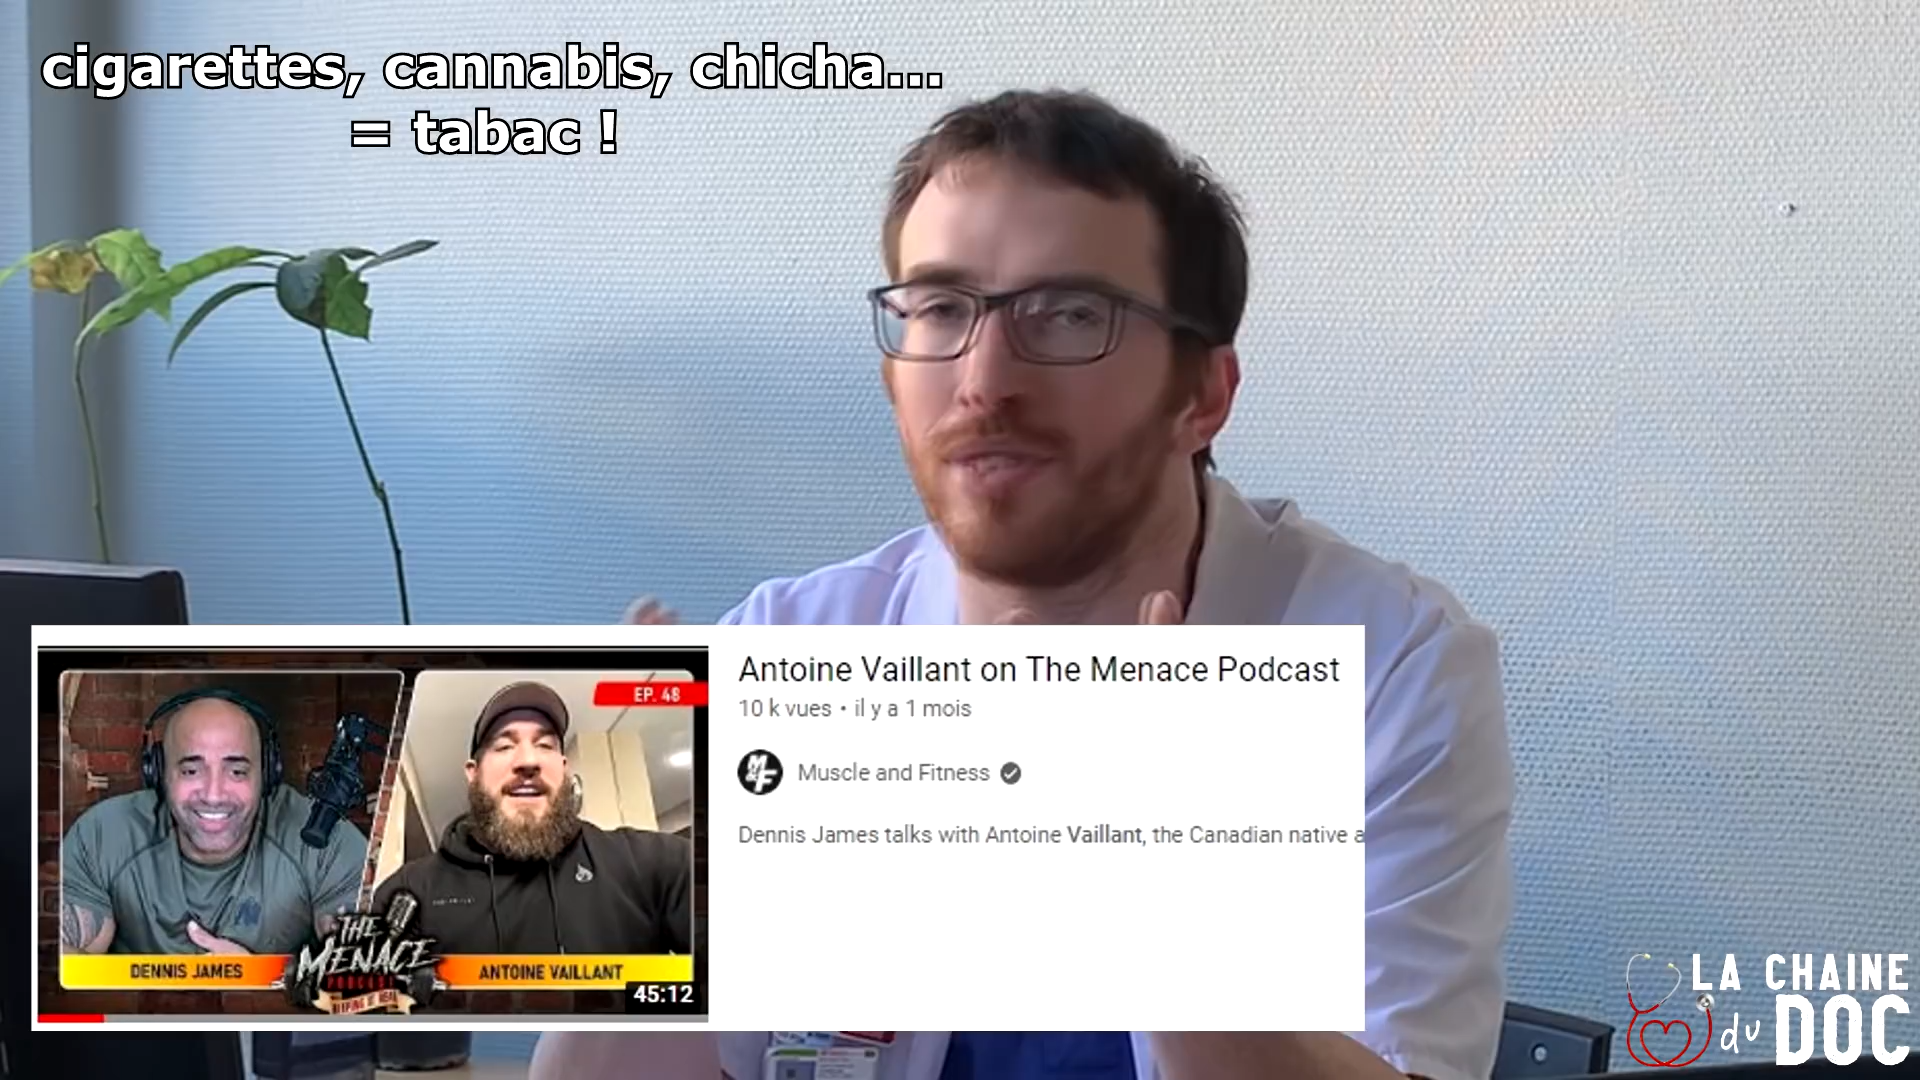 cigarettes, cannabis, chicha...
= tabac !
EP. 48
DENNIS JAMES
THE
MENACE
PODCAST
ANTOINE VAILLANT
45:12
Antoine Vaillant on The Menace Podcast
10 k vues • il y a 1 mois
M&F
Muscle and Fitness
Dennis James talks with Antoine Vaillant, the Canadian native a
LA CHAINE
du DOC